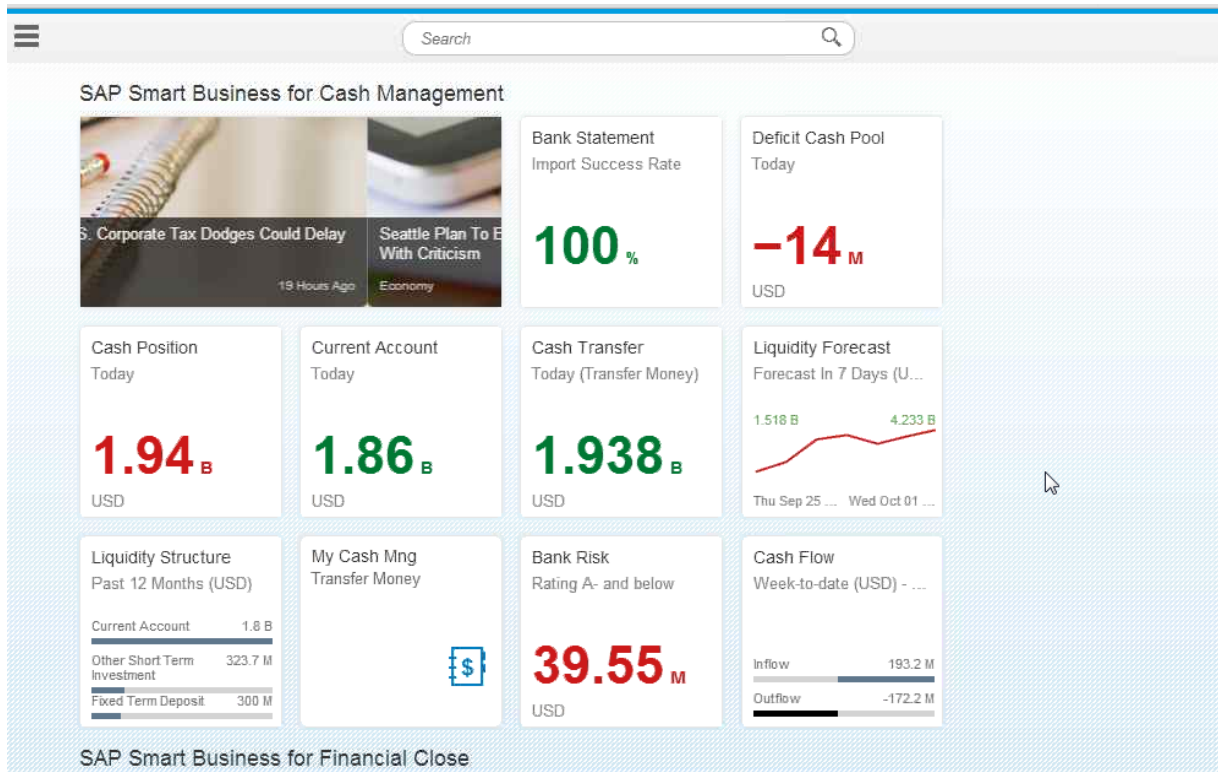 Search
SAP Smart Business for Cash Management
S. Corporate Tax Dodges Could Delay
19 Hours Ago
Seattle Plan To E
With Criticism
Economy
Bank Statement
Import Success Rate
100 %
Deficit Cash Pool
Today
−14 M
USD
Cash Position
Today
1.94 B
USD
Current Account
Today
1.86 B
USD
Cash Transfer
Today (Transfer Money)
1.938 B
USD
Liquidity Forecast
Forecast In 7 Days (U...
1.518 B 4.233 B
Thu Sep 25 ... Wed Oct 01 ...
Liquidity Structure
Past 12 Months (USD)
Current Account 1.8 B
Other Short Term 323.7 M
Investment
Fixed Term Deposit 300 M
My Cash Mng
Transfer Money
$
Bank Risk
Rating A- and below
39.55 M
USD
Cash Flow
Week-to-date (USD) - ...
Inflow 193.2 M
Outflow -172.2 M
SAP Smart Business for Financial Close